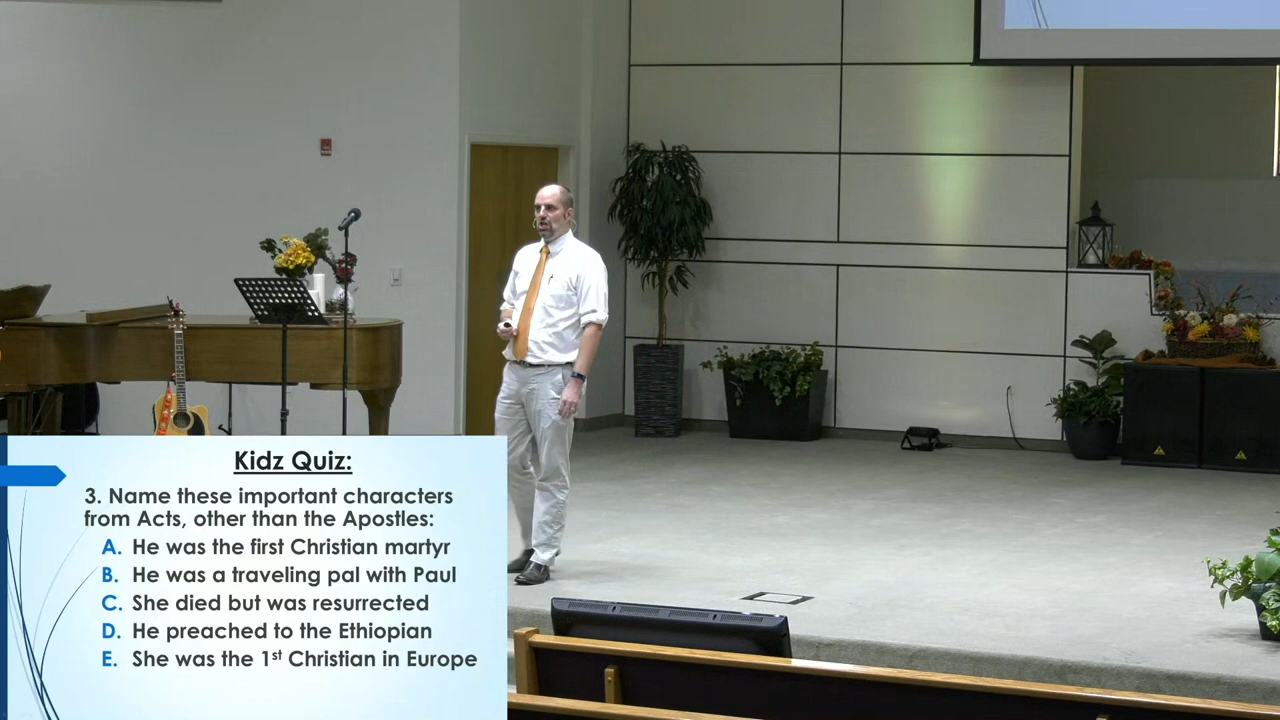 Kidz Quiz:
3. Name these important characters
from Acts, other than the Apostles:
A. He was the first Christian martyr
B. He was a traveling pal with Paul
C. She died but was resurrected
D. He preached to the Ethiopian
E. She was the 1st Christian in Europe